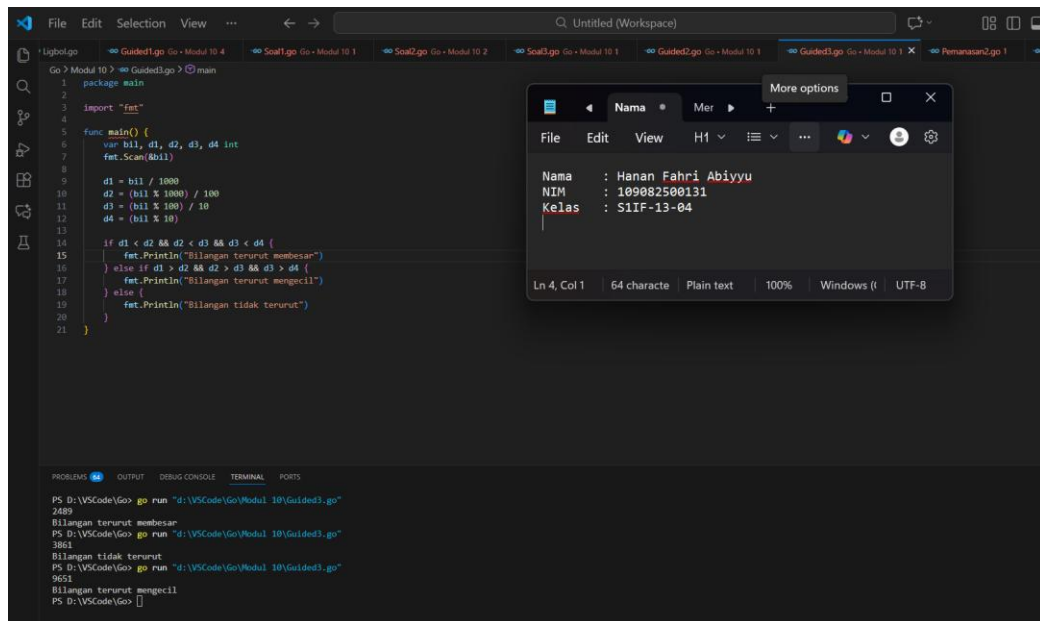 File Edit Selection View ... Untitled (Workspace)
Ligbol.go Guided1.go Go • Modul 10 4 Soal1.go Go • Modul 10 1 Soal2.go Go • Modul 10 2 Soal3.go Go • Modul 10 1 Guided2.go Go • Modul 10 1 Guided3.go Go • Modul 10 1 Pemanasan2.go 1
Go > Modul 10 > Guided3.go > main
1 package main
2
3 import "fmt"
4
5 func main() {
6 var bil, d1, d2, d3, d4 int
7 fmt.Scan(&bil)
8
9 d1 = bil / 1000
10 d2 = (bil % 1000) / 100
11 d3 = (bil % 100) / 10
12 d4 = (bil % 10)
13
14 if d1 < d2 && d2 < d3 && d3 < d4 {
15 fmt.Println("Bilangan terurut membesar")
16 } else if d1 > d2 && d2 > d3 && d3 > d4 {
17 fmt.Println("Bilangan terurut mengecil")
18 } else {
19 fmt.Println("Bilangan tidak terurut")
20 }
21 }
More options
Nama Mer
File Edit View H1
Nama : Hanan Fahri Abiyyu
NIM : 109082500131
Kelas : S1IF-13-04
Ln 4, Col 1 64 characte Plain text 100% Windows (( UTF-8
PROBLEMS 64 OUTPUT DEBUG CONSOLE TERMINAL PORTS
PS D:\VSCode\Go> go run "d:\VSCode\Go\Modul 10\Guided3.go"
2489
Bilangan terurut membesar
PS D:\VSCode\Go> go run "d:\VSCode\Go\Modul 10\Guided3.go"
3861
Bilangan tidak terurut
PS D:\VSCode\Go> go run "d:\VSCode\Go\Modul 10\Guided3.go"
9651
Bilangan terurut mengecil
PS D:\VSCode\Go>